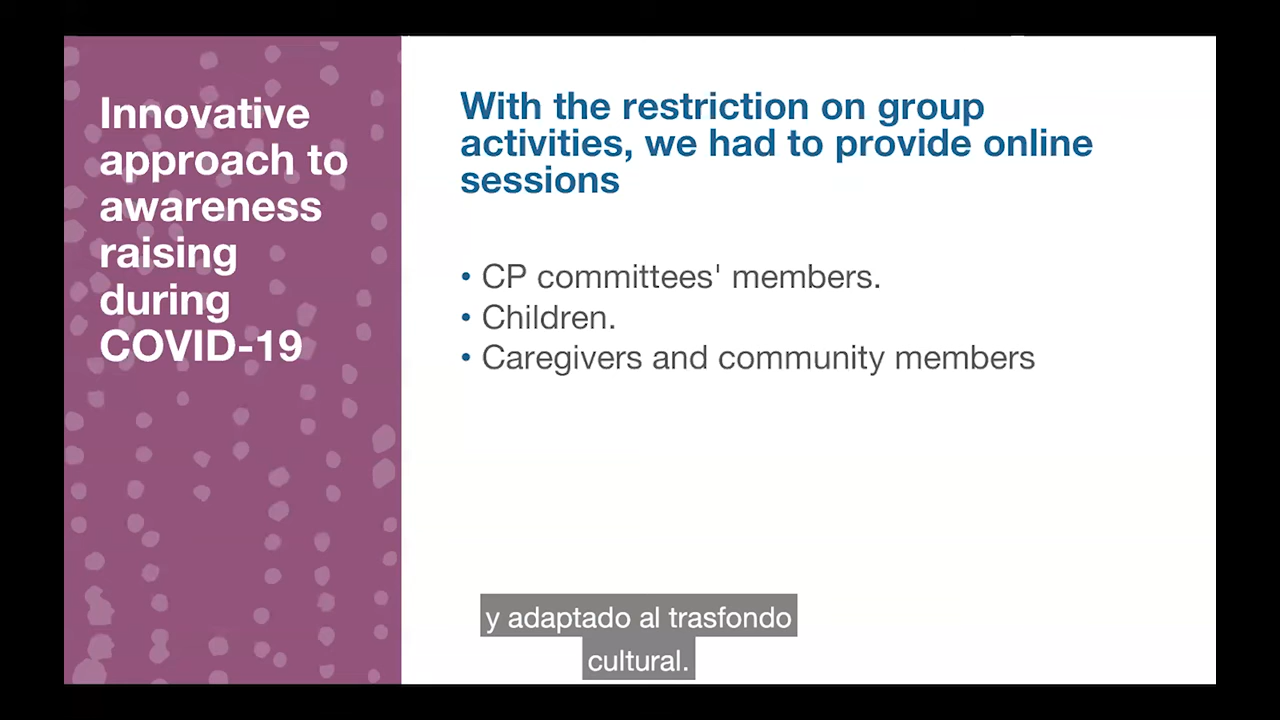 Innovative
approach to
awareness
raising
during
COVID-19
With the restriction on group
activities, we had to provide online
sessions
• CP committees' members.
• Children.
• Caregivers and community members
y adaptado al trasfondo
cultural.